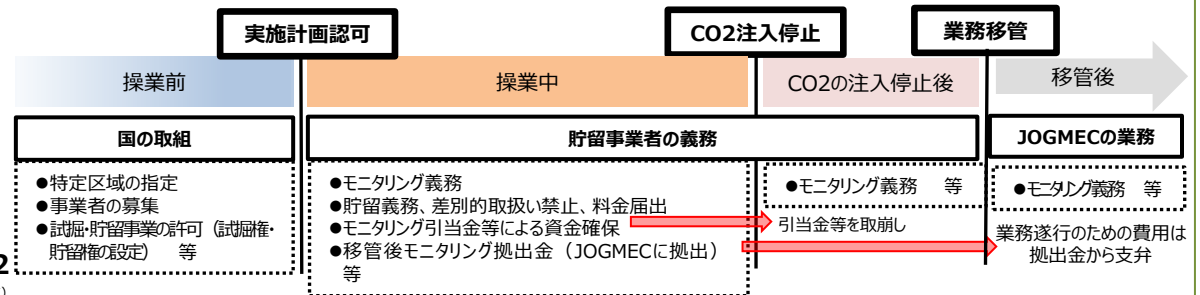 実施計画認可
CO2注入停止
業務移管
操業前
操業中
CO2の注入停止後
移管後
国の取組
貯留事業者の義務
JOGMECの業務
●特定区域の指定
●事業者の募集
●試掘・貯留事業の許可（試掘権・
貯留権の設定） 等
●モニタリング義務
●貯留義務、差別的取扱い禁止、料金届出
●モニタリング引当金等による資金確保
●移管後モニタリング拠出金（JOGMECに拠出）
等
●モニタリング義務 等
引当金等を取崩し
●モニタリング義務 等
業務遂行のための費用は
拠出金から支弁
2